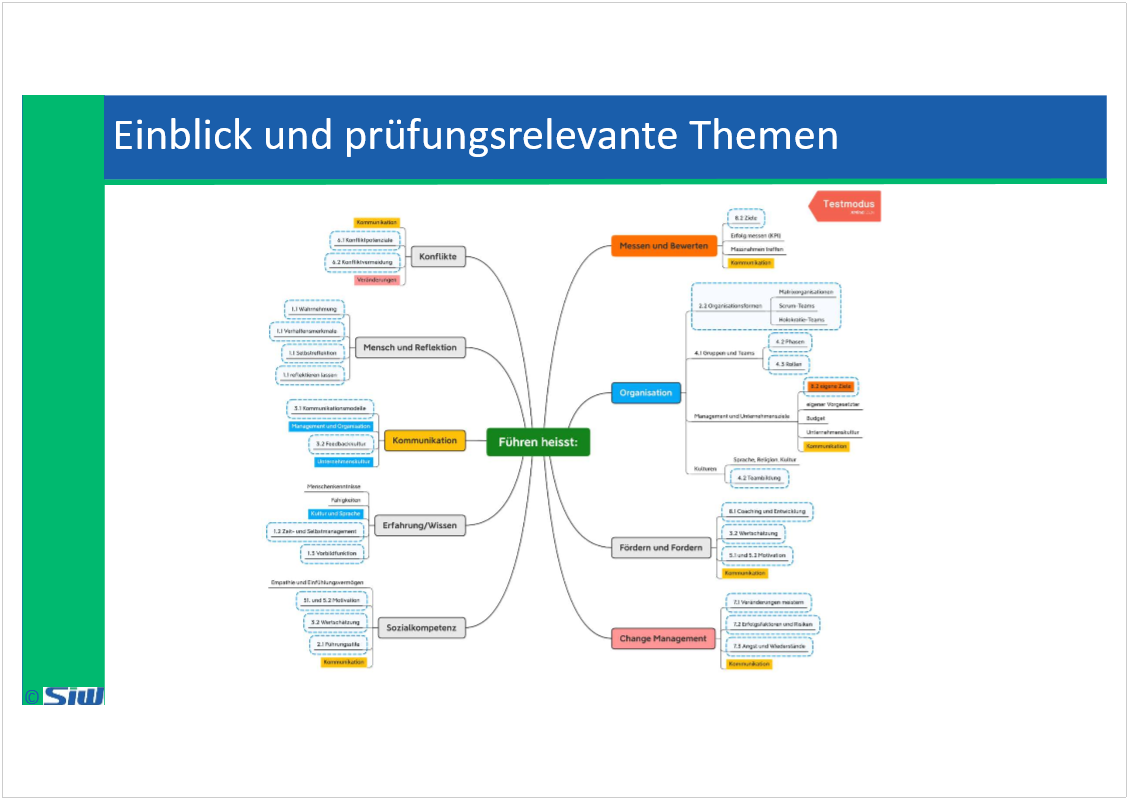 Einblick und prüfungsrelevante Themen
Testmodus
Führen heisst:
Konflikte
Kommunikation
6.1 Konfliktpotenziale
6.2 Konfliktvermeidung
Veränderungen
Mensch und Reflektion
1.1 Wahrnehmung
1.1 Verhaltensmerkmale
1.1 Selbstreflektion
1.1 reflektieren lassen
Kommunikation
3.1 Kommunikationsmodelle
Management und Organisation
3.2 Feedbackkultur
Unternehmenskultur
Erfahrung/Wissen
Menschenkenntnisse
Fähigkeiten
Kultur und Sprache
1.2 Zeit- und Selbstmanagement
1.3 Vorbildfunktion
Sozialkompetenz
Empathie und Einfühlungsvermögen
51. und 5.2 Motivation
3.2 Wertschätzung
2.1 Führungsstile
Kommunikation
Messen und Bewerten
8.2 Ziele
Erfolg messen (KPI)
Massnahmen treffen
Kommunikation
Organisation
2.2 Organisationsformen
Matrixorganisationen
Scrum-Teams
Holokratie-Teams
4.1 Gruppen und Teams
4.2 Phasen
4.3 Rollen
Management und Unternehmensziele
8.2 eigene Ziele
eigener Vorgesetzter
Budget
Unternehmenskultur
Kommunikation
Kulturen
Sprache, Religion, Kultur
4.2 Teambildung
Fördern und Fordern
8.1 Coaching und Entwicklung
3.2 Wertschätzung
5.1 und 5.2 Motivation
Kommunikation
Change Management
7.1 Veränderungen meistern
7.2 Erfolgsfaktoren und Risiken
7.3 Angst und Wiederstände
Kommunikation
© SIW